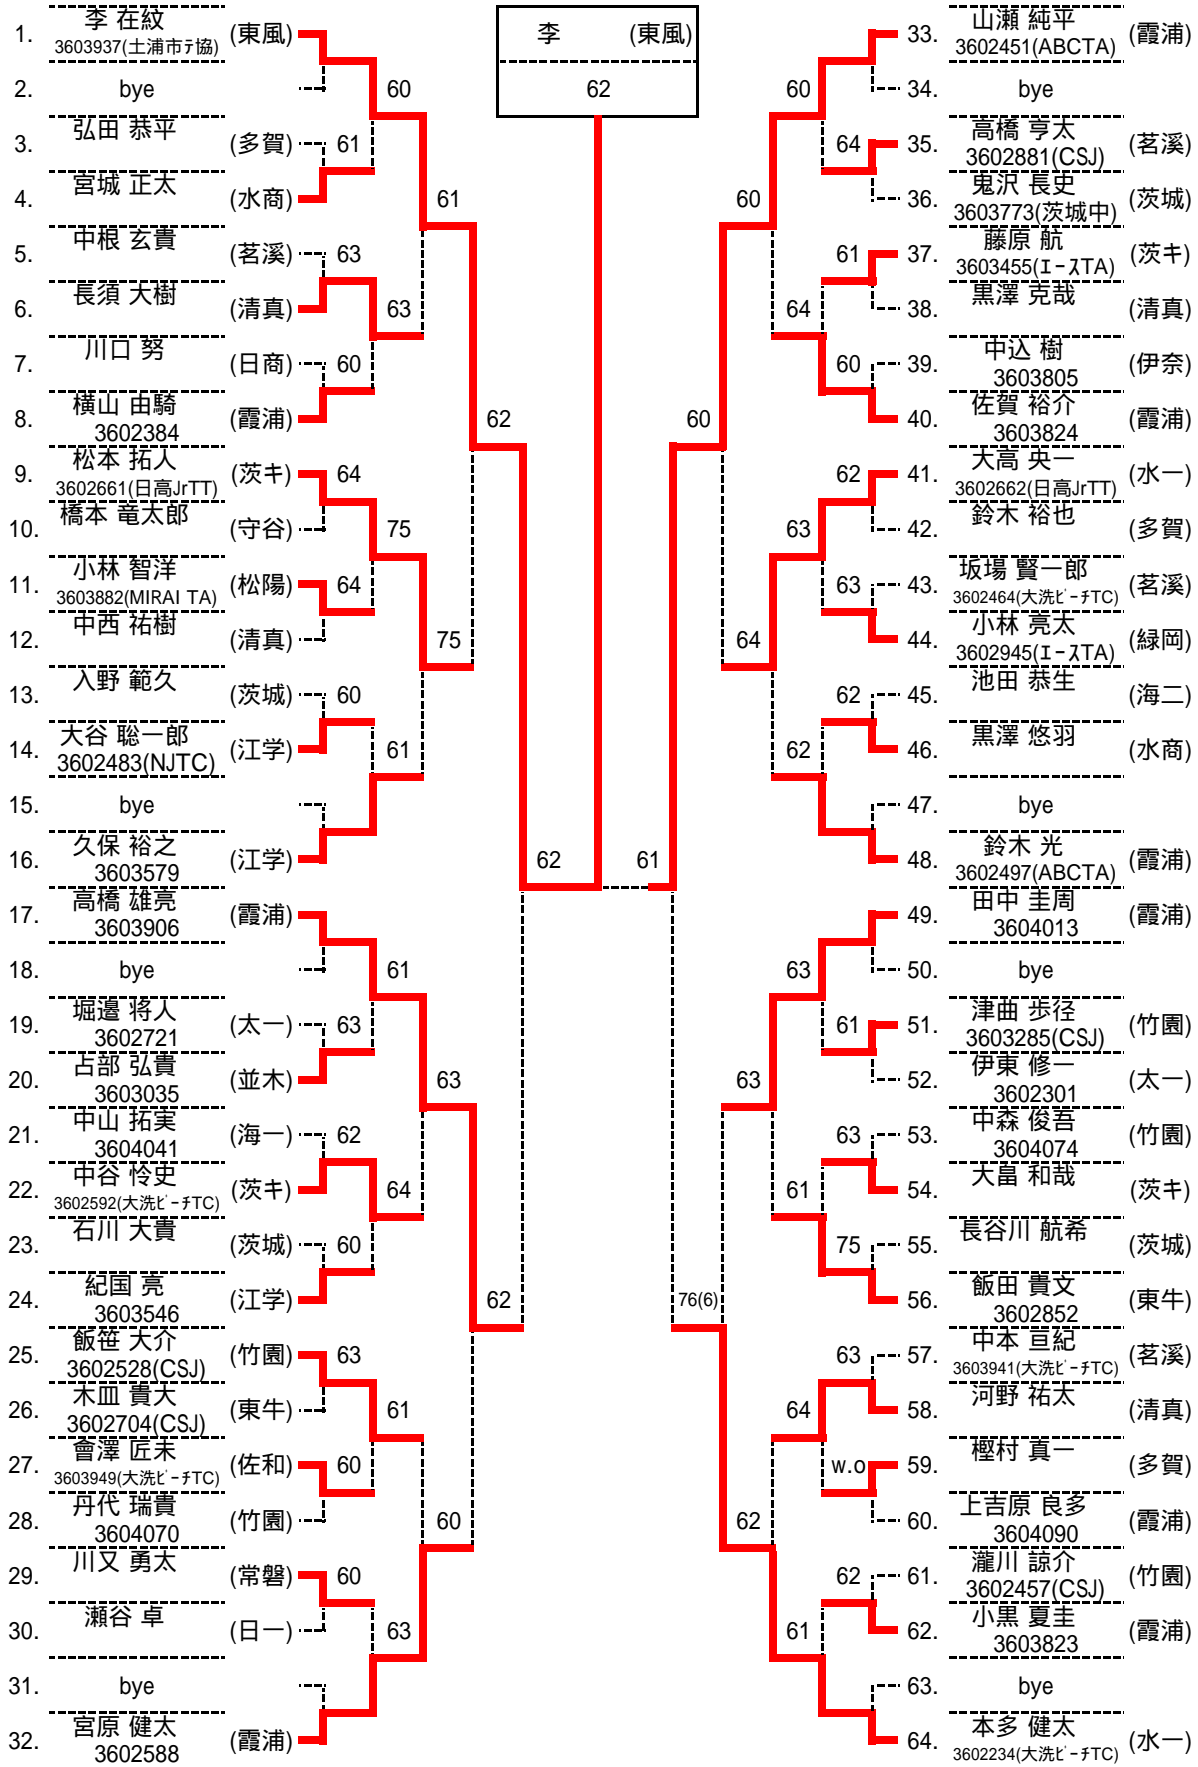 李 (東風)
62
1. 李 在紋 (東風)
3603937(土浦市テ協)
2. bye
60
3. 弘田 恭平 (多賀) 61
4. 宮城 正太 (水商)
61
5. 中根 玄貴 (茗溪) 63
6. 長須 大樹 (清真) 63
7. 川口 努 (日商) 60
8. 横山 由騎 (霞浦)
3602384
62
9. 松本 拓人 (茨キ) 64
3602661(日高JrTT)
10. 橋本 竜太郎 (守谷) 75
11. 小林 智洋 (松陽) 64
3603882(MIRAI TA)
12. 中西 祐樹 (清真) 75
13. 入野 範久 (茨城) 60
14. 大谷 聡一郎 (江学) 61
3602483(NJTC)
15. bye
16. 久保 裕之 (江学)
3603579
62
17. 高橋 雄亮 (霞浦)
3603906
18. bye 61
19. 堀邉 将人 (太一) 63
3602721
20. 占部 弘貴 (並木) 63
3603035
21. 中山 拓実 (海一) 62
3604041
22. 中谷 怜史 (茨キ) 64
3602592(大洗ビーチTC)
23. 石川 大貴 (茨城) 60
24. 紀国 亮 (江学) 62
3603546
25. 飯笹 大介 (竹園) 63
3602528(CSJ)
26. 木皿 貴大 (東牛) 61
3602704(CSJ)
27. 會澤 匠未 (佐和) 60
3603949(大洗ビーチTC)
28. 丹代 瑞貴 (竹園) 60
3604070
29. 川又 勇太 (常磐) 60
30. 瀬谷 卓 (日一) 63
31. bye
32. 宮原 健太 (霞浦)
3602588
33. 山瀬 純平 (霞浦)
3602451(ABCTA)
60 34. bye
64 35. 高橋 亨太 (茗溪)
3602881(CSJ)
60 36. 鬼沢 長史 (茨城)
3603773(茨城中)
61 37. 藤原 航 (茨キ)
3603455(エースTA)
64 38. 黒澤 克哉 (清真)
60 39. 中込 樹 (伊奈)
3603805
60 40. 佐賀 裕介 (霞浦)
3603824
62 41. 大高 央一 (水一)
3602662(日高JrTT)
63 42. 鈴木 裕也 (多賀)
63 43. 坂場 賢一郎 (茗溪)
3602464(大洗ビーチTC)
64 44. 小林 亮太 (緑岡)
3602945(エースTA)
62 45. 池田 恭生 (海二)
62 46. 黒澤 悠羽 (水商)
47. bye
61 48. 鈴木 光 (霞浦)
3602497(ABCTA)
49. 田中 圭周 (霞浦)
3604013
63 50. bye
61 51. 津曲 歩径 (竹園)
3603285(CSJ)
63 52. 伊東 修一 (太一)
3602301
63 53. 中森 俊吾 (竹園)
3604074
61 54. 大畠 和哉 (茨キ)
75 55. 長谷川 航希 (茨城)
76(6) 56. 飯田 貴文 (東牛)
3602852
63 57. 中本 亘紀 (茗溪)
3603941(大洗ビーチTC)
64 58. 河野 祐太 (清真)
w.o 59. 樫村 真一 (多賀)
62 60. 上吉原 良多 (霞浦)
3604090
62 61. 瀧川 諒介 (竹園)
3602457(CSJ)
61 62. 小黒 夏圭 (霞浦)
3603823
63. bye
64. 本多 健太 (水一)
3602234(大洗ビーチTC)